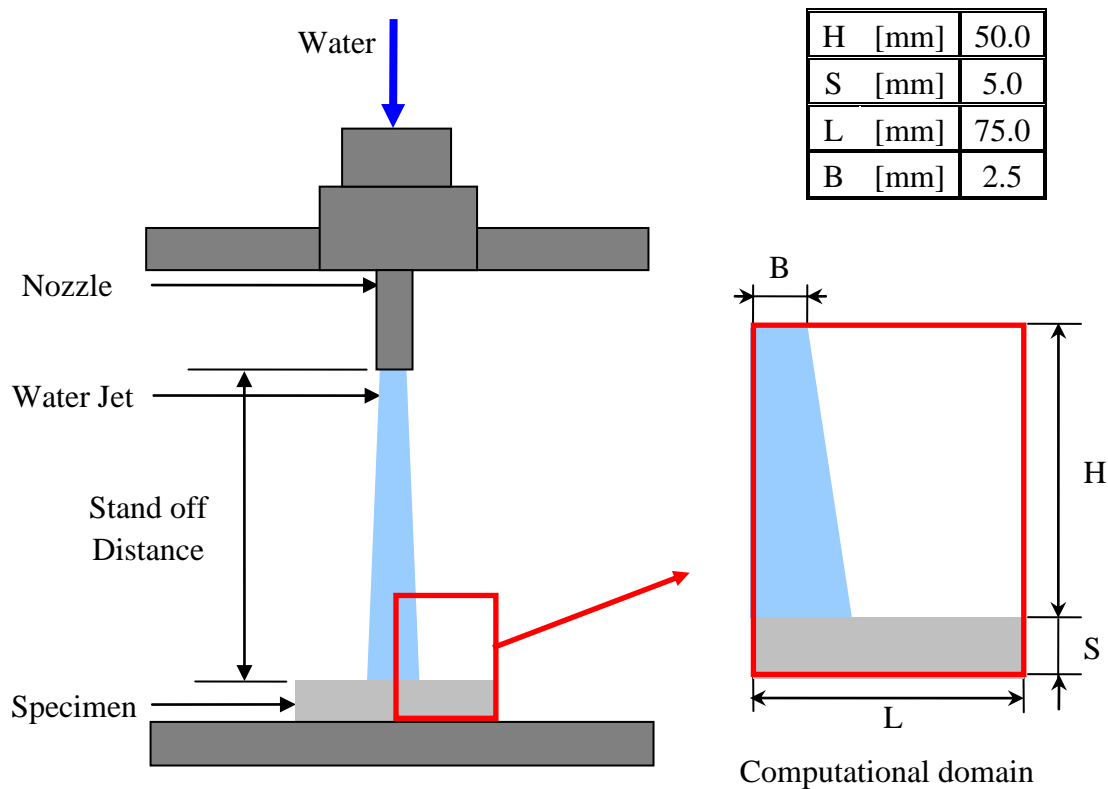 Water
H [mm] 50.0
S [mm] 5.0
L [mm] 75.0
B [mm] 2.5
Nozzle
B
Water Jet
H
Stand off
Distance
S
Specimen
L
Computational domain